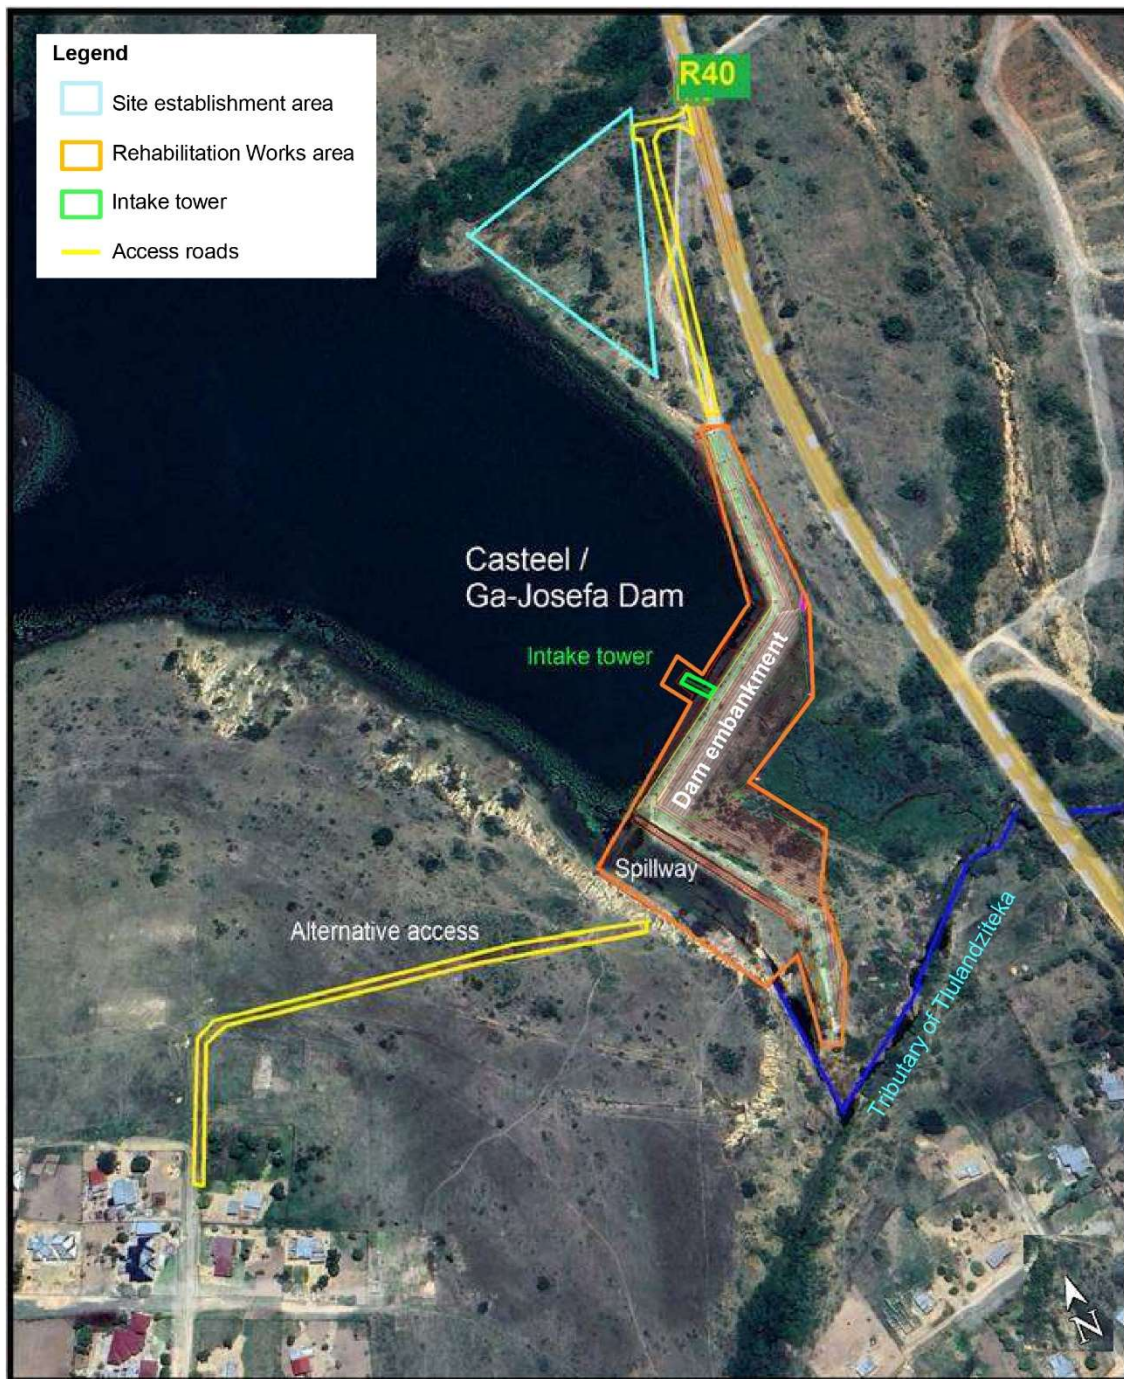 Legend
Site establishment area
Rehabilitation Works area
Intake tower
Access roads
R40
Casteel /
Ga-Josefa Dam
Intake tower
Dam embankment
Spillway
Alternative access
Tributary of Tlulandziteka
N